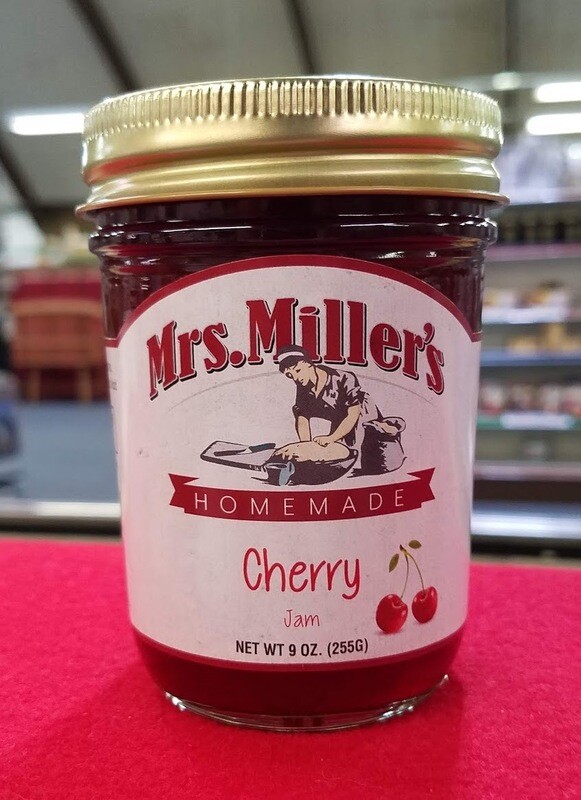 Mrs. Miller's
HOMEMADE
Cherry
Jam
NET WT 9 OZ. (255G)